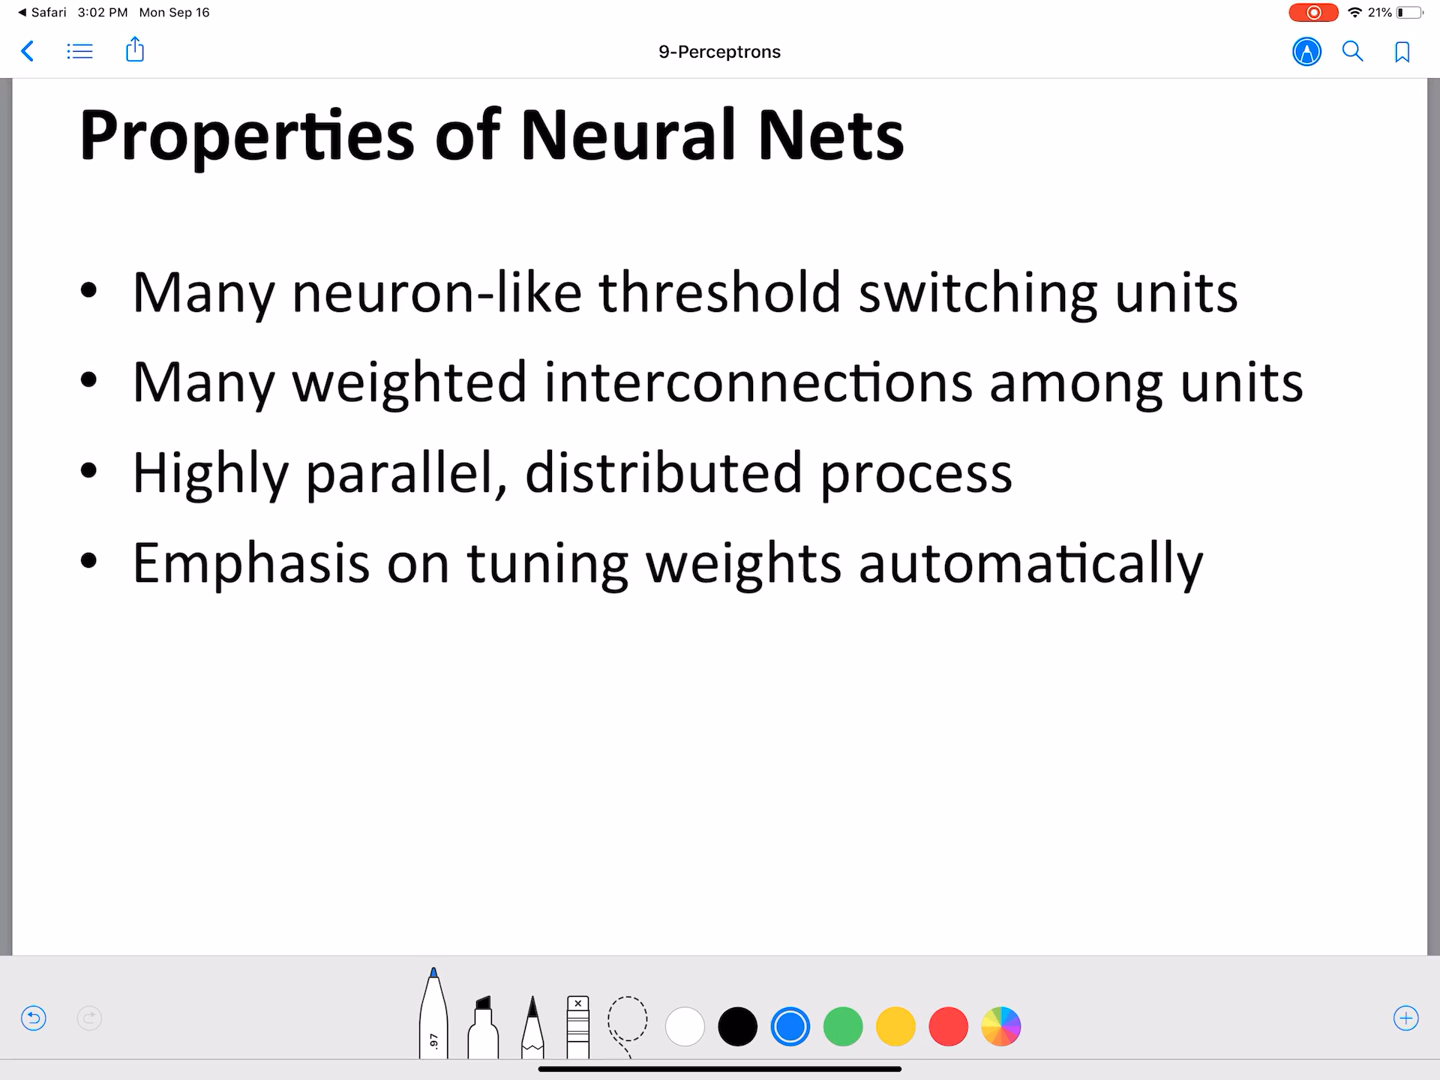 ◀ Safari 3:02 PM Mon Sep 16 21%
9-Perceptrons
Properties of Neural Nets
• Many neuron-like threshold switching units
• Many weighted interconnections among units
• Highly parallel, distributed process
• Emphasis on tuning weights automatically
.97